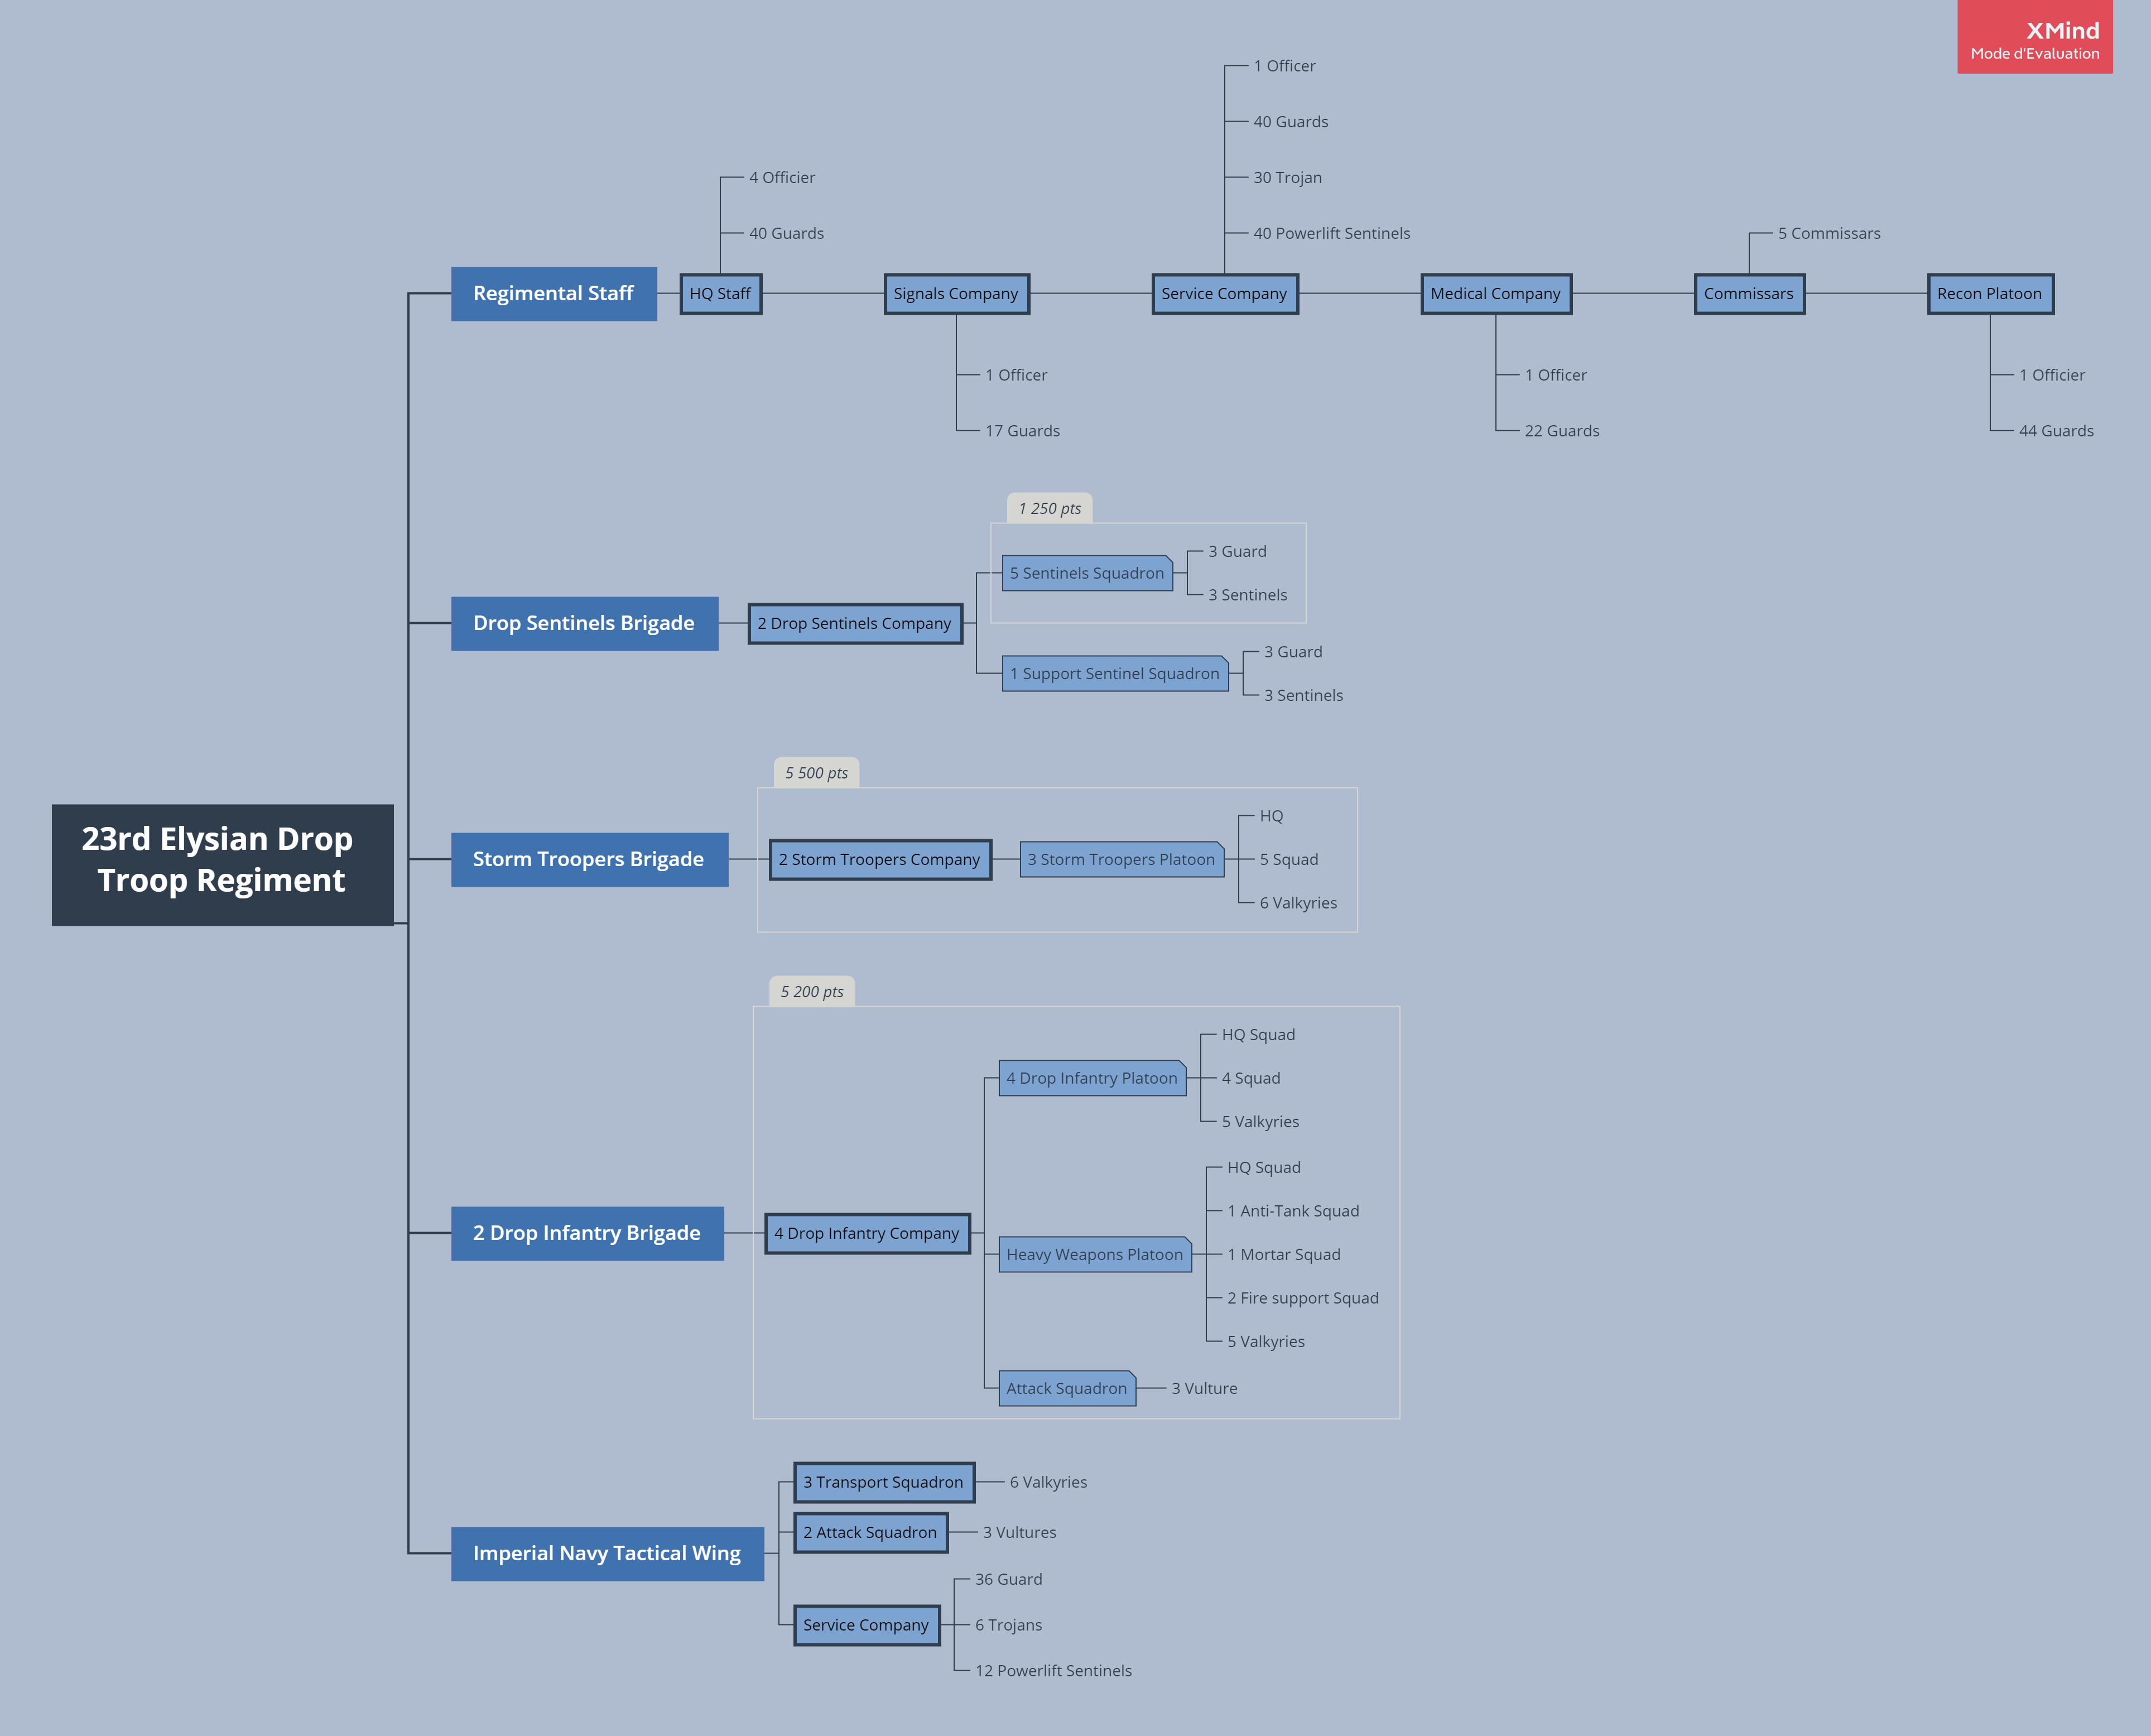 XMind
Mode d'Evaluation
1 Officer
40 Guards
30 Trojan
40 Powerlift Sentinels
4 Officier
40 Guards
5 Commissars
Regimental Staff
HQ Staff
Signals Company
Service Company
Medical Company
Commissars
Recon Platoon
1 Officer
17 Guards
1 Officer
22 Guards
1 Officier
44 Guards
1 250 pts
Drop Sentinels Brigade
2 Drop Sentinels Company
5 Sentinels Squadron
3 Guard
3 Sentinels
1 Support Sentinel Squadron
3 Guard
3 Sentinels
5 500 pts
23rd Elysian Drop
Troop Regiment
Storm Troopers Brigade
2 Storm Troopers Company
3 Storm Troopers Platoon
HQ
5 Squad
6 Valkyries
5 200 pts
2 Drop Infantry Brigade
4 Drop Infantry Company
4 Drop Infantry Platoon
HQ Squad
4 Squad
5 Valkyries
Heavy Weapons Platoon
HQ Squad
1 Anti-Tank Squad
1 Mortar Squad
2 Fire support Squad
5 Valkyries
Attack Squadron
3 Vulture
Imperial Navy Tactical Wing
3 Transport Squadron
6 Valkyries
2 Attack Squadron
3 Vultures
Service Company
36 Guard
6 Trojans
12 Powerlift Sentinels